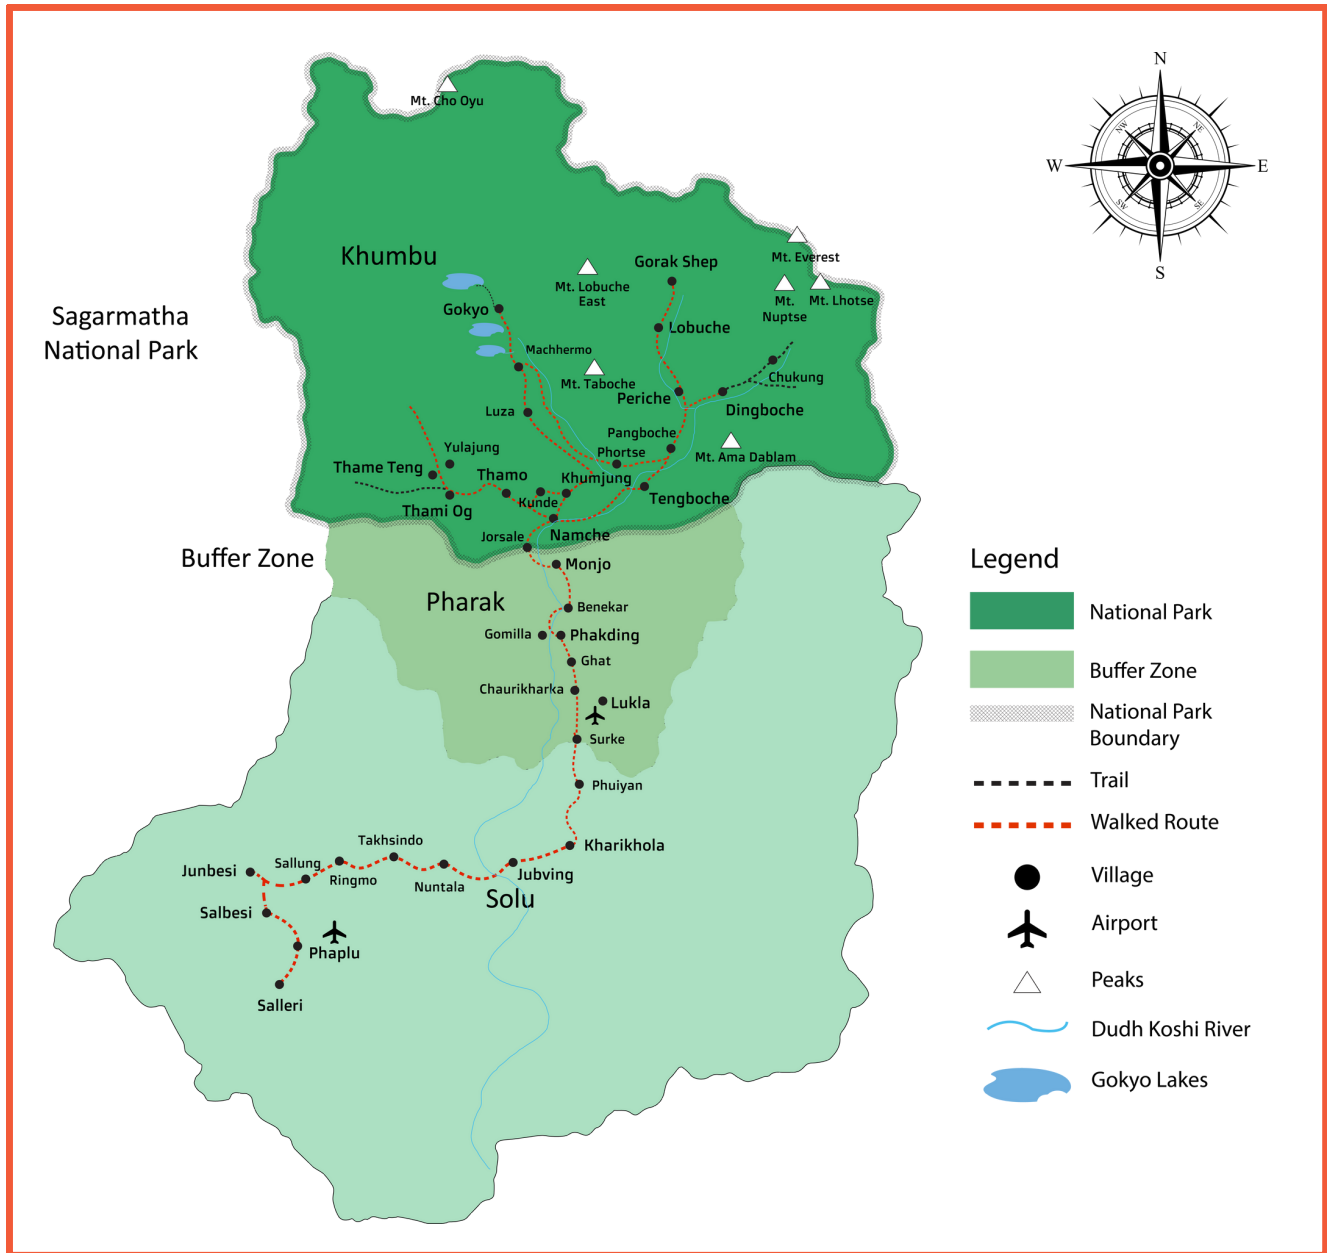 N
NW
NE
W
E
SW
SE
S
Mt. Cho Oyu
Khumbu
Mt. Everest
Gorak Shep
Mt. Lobuche
East
Mt.
Nuptse
Mt. Lhotse
Sagarmatha
National Park
Gokyo
Lobuche
Machhermo
Mt. Taboche
Chukung
Periche
Dingboche
Luza
Pangboche
Yulajung
Phortse
Mt. Ama Dablam
Thame Teng
Thamo
Khumjung
Kunde
Tengboche
Thami Og
Namche
Jorsale
Buffer Zone
Monjo
Pharak
Benekar
Gomilla
Phakding
Ghat
Chaurikharka
Lukla
Surke
Phuiyan
Kharikhola
Takhsindo
Sallung
Junbesi
Ringmo
Nuntala
Jubving
Solu
Salbesi
Phaplu
Salleri
Legend
National Park
Buffer Zone
National Park
Boundary
Trail
Walked Route
Village
Airport
Peaks
Dudh Koshi River
Gokyo Lakes